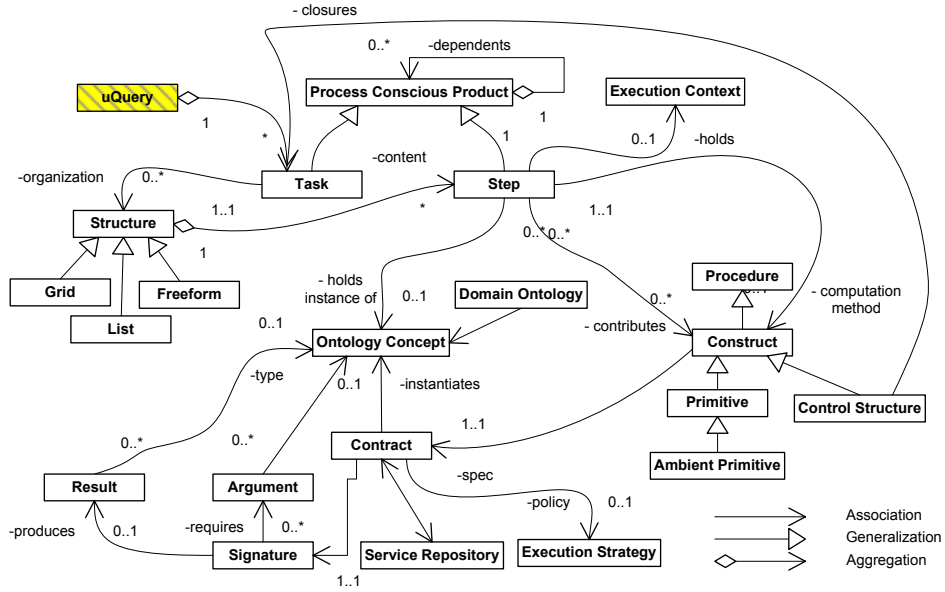 - closures
0..*
-dependents
uQuery
Process Conscious Product
Execution Context
1
*
1
1
0..1
-holds
-content
-organization
0..*
Task
Step
1..1
*
1..1
Structure
1
0..*
0..*
Grid
Freeform
List
- holds
instance of
0..1
Domain Ontology
Procedure
0..*
- computation
method
0..1
- contributes
Ontology Concept
Construct
-type
0..1
-instantiates
Primitive
Control Structure
0..*
0..*
1..1
Contract
Ambient Primitive
Result
Argument
-spec
-produces
0..1
-requires
0..*
-policy
0..1
Association
Signature
Service Repository
Execution Strategy
Generalization
1..1
Aggregation